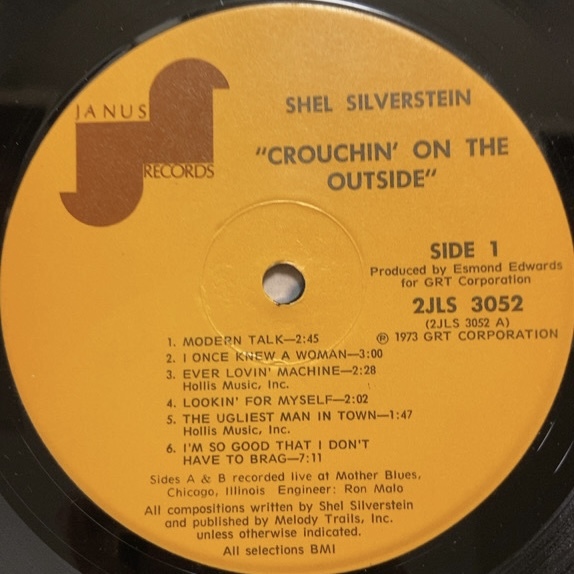 JANUS
RECORDS
SHEL SILVERSTEIN
"CROUCHIN' ON THE
OUTSIDE"
SIDE 1
Produced by Esmond Edwards
for GRT Corporation
2JLS 3052
(2JLS 3052 A)
℗ 1973 GRT CORPORATION
1. MODERN TALK—2:45
2. I ONCE KNEW A WOMAN—3:00
3. EVER LOVIN' MACHINE—2:28
Hollis Music, Inc.
4. LOOKIN' FOR MYSELF—2:02
5. THE UGLIEST MAN IN TOWN—1:47
Hollis Music, Inc.
6. I'M SO GOOD THAT I DON'T
HAVE TO BRAG—7:11
Sides A & B recorded live at Mother Blues,
Chicago, Illinois Engineer: Ron Malo
All compositions written by Shel Silverstein
and published by Melody Trails, Inc.
unless otherwise indicated.
All selections BMI